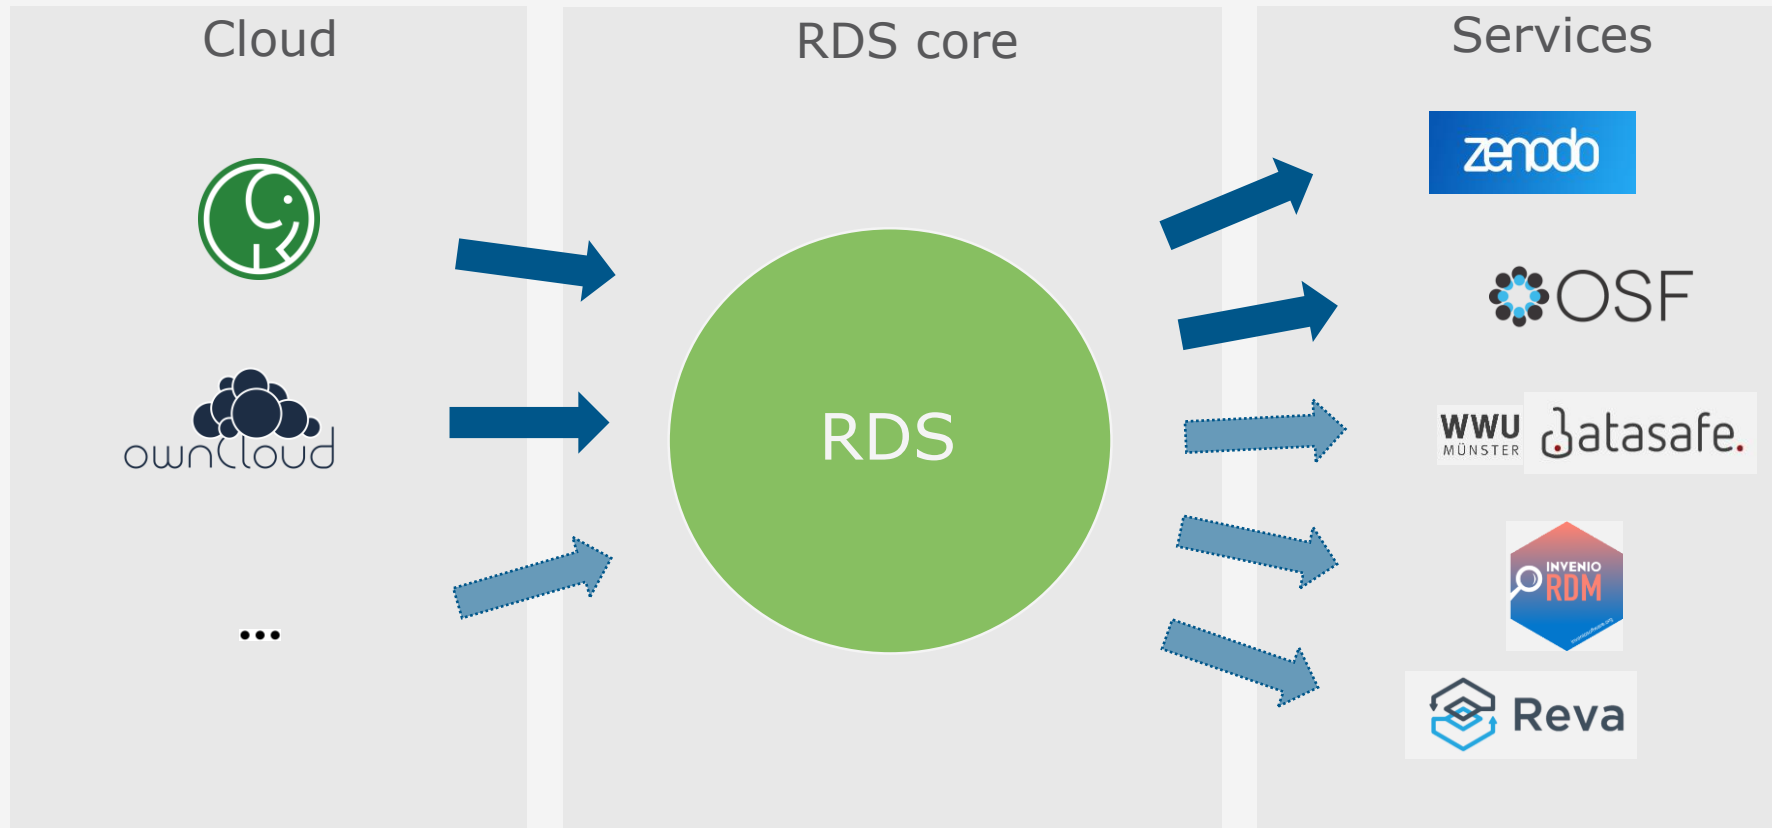 Cloud
RDS core
Services
ownCloud
...
RDS
zenodo
OSF
WWU
MÜNSTER
datasafe.
INVENIO
RDM
Reva